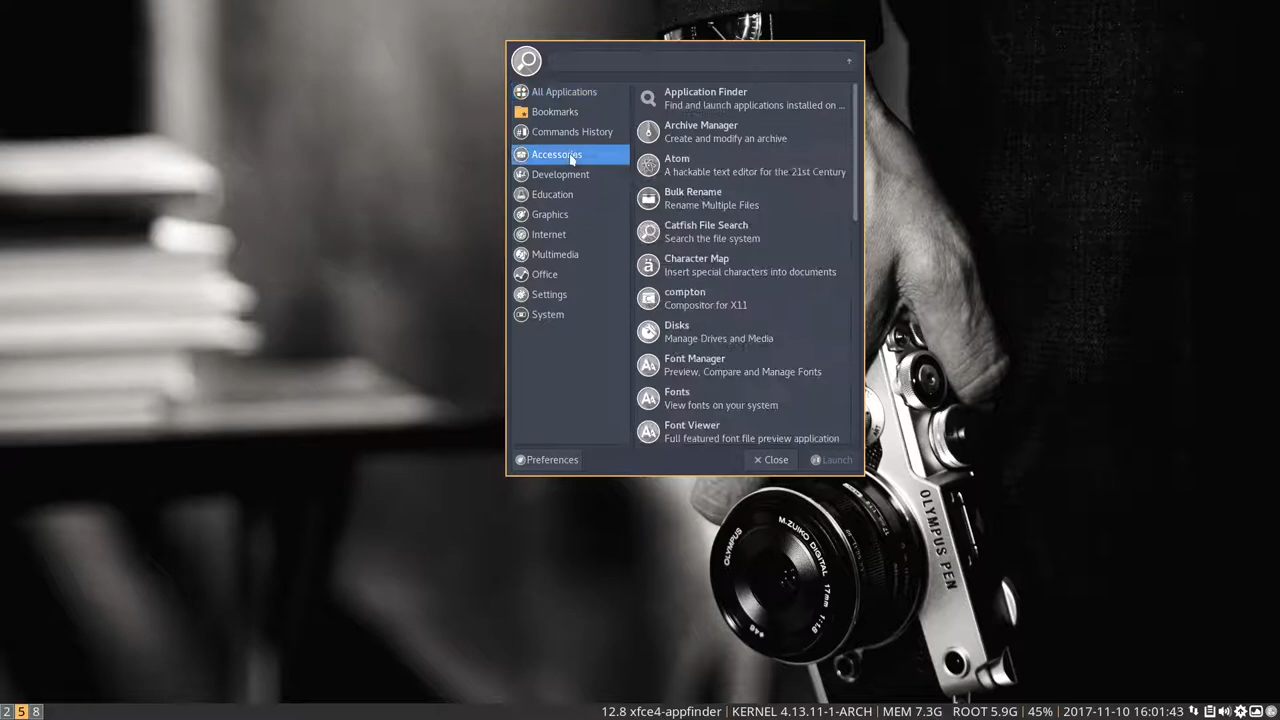 All Applications
Bookmarks
Commands History
Accessories
Development
Education
Graphics
Internet
Multimedia
Office
Settings
System
Application Finder
Find and launch applications installed on ...
Archive Manager
Create and modify an archive
Atom
A hackable text editor for the 21st Century
Bulk Rename
Rename Multiple Files
Catfish File Search
Search the file system
Character Map
Insert special characters into documents
compton
Compositor for X11
Disks
Manage Drives and Media
Font Manager
Preview, Compare and Manage Fonts
Fonts
View fonts on your system
Font Viewer
Full featured font file preview application
Preferences
Close
Launch
OLYMPUS
M.ZUIKO DIGITAL
17mm 1:1.8
ø46
OLYMPUS PEN
2 5 8
12.8 xfce4-appfinder | KERNEL 4.13.11-1-ARCH | MEM 7.3G ROOT 5.9G | 45% | 2017-11-10 16:01:43